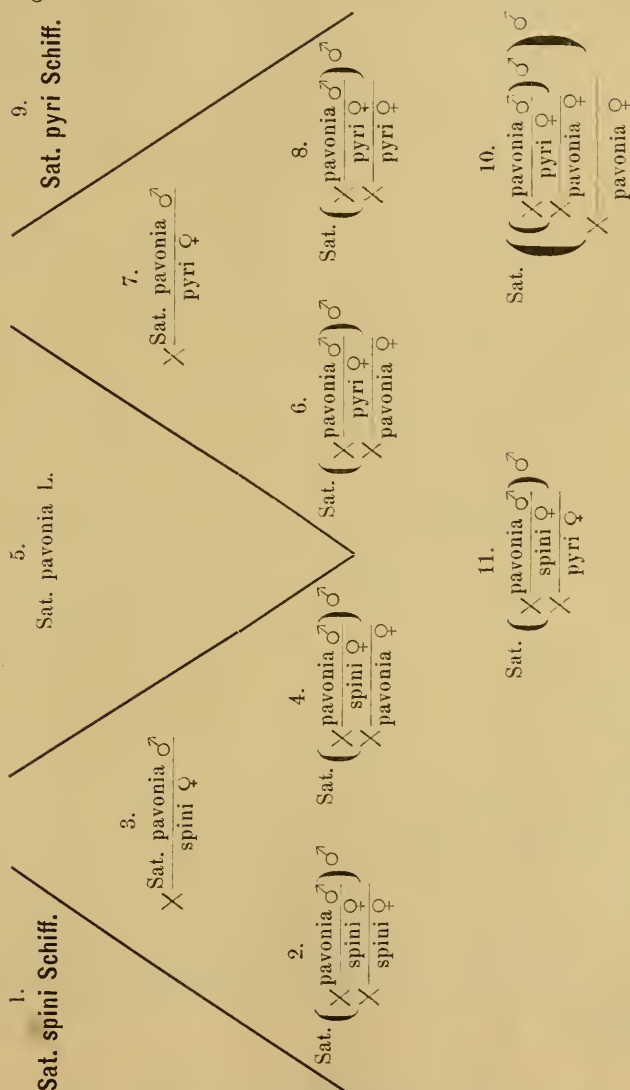 1.
Sat. spini Schiff.
2.
Sat. ( X pavonia ♂ ) ♂
spini ♀
X spini ♀
3.
X Sat. pavonia ♂
spini ♀
4.
Sat. ( X pavonia ♂ ) ♂
spini ♀
X pavonia ♀
5.
Sat. pavonia L.
6.
Sat. ( X pavonia ♂ ) ♂
pyri ♀
X pavonia ♀
7.
X Sat. pavonia ♂
pyri ♀
8.
Sat. ( X pavonia ♂ ) ♂
pyri ♀
X pyri ♀
9.
Sat. pyri Schiff.
10.
Sat. ( ( X pavonia ♂ ) ♂ ) ♂
pyri ♀
X pavonia ♀
X pavonia ♀
11.
Sat. ( X pavonia ♂ ) ♂
spini ♀
X pyri ♀